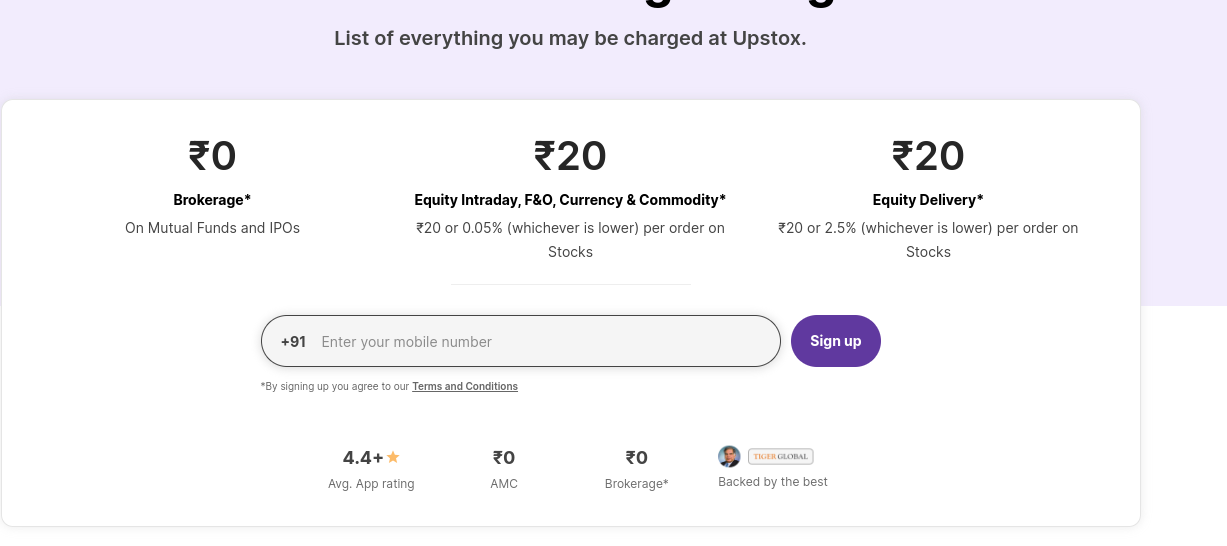 List of everything you may be charged at Upstox.
₹0
Brokerage*
On Mutual Funds and IPOs
₹20
Equity Intraday, F&O, Currency & Commodity*
₹20 or 0.05% (whichever is lower) per order on
Stocks
₹20
Equity Delivery*
₹20 or 2.5% (whichever is lower) per order on
Stocks
+91 Enter your mobile number
Sign up
*By signing up you agree to our Terms and Conditions
4.4+
Avg. App rating
₹0
AMC
₹0
Brokerage*
TIGER GLOBAL
Backed by the best